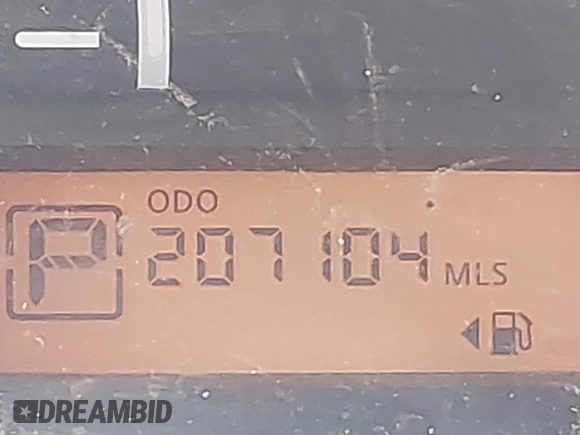 ODO
P
207104
MLS
DREAMBID